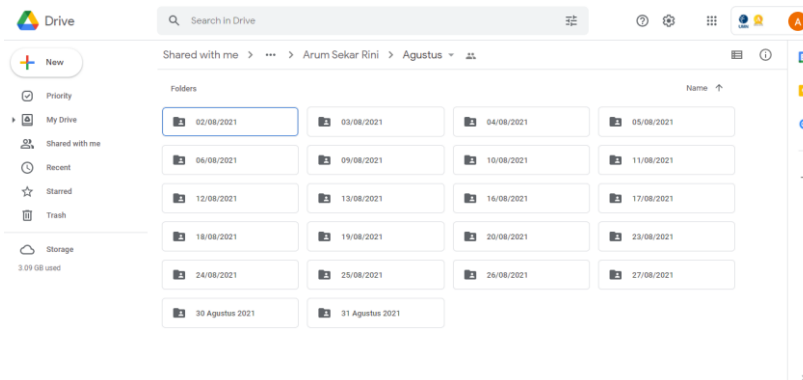 Drive
Search in Drive
A
New
Shared with me > ••• > Arum Sekar Rini > Agustus
Priority
My Drive
Shared with me
Recent
Starred
Trash
Storage
3.09 GB used
Folders
Name
02/08/2021 03/08/2021 04/08/2021 05/08/2021
06/08/2021 09/08/2021 10/08/2021 11/08/2021
12/08/2021 13/08/2021 16/08/2021 17/08/2021
18/08/2021 19/08/2021 20/08/2021 23/08/2021
24/08/2021 25/08/2021 26/08/2021 27/08/2021
30 Agustus 2021 31 Agustus 2021